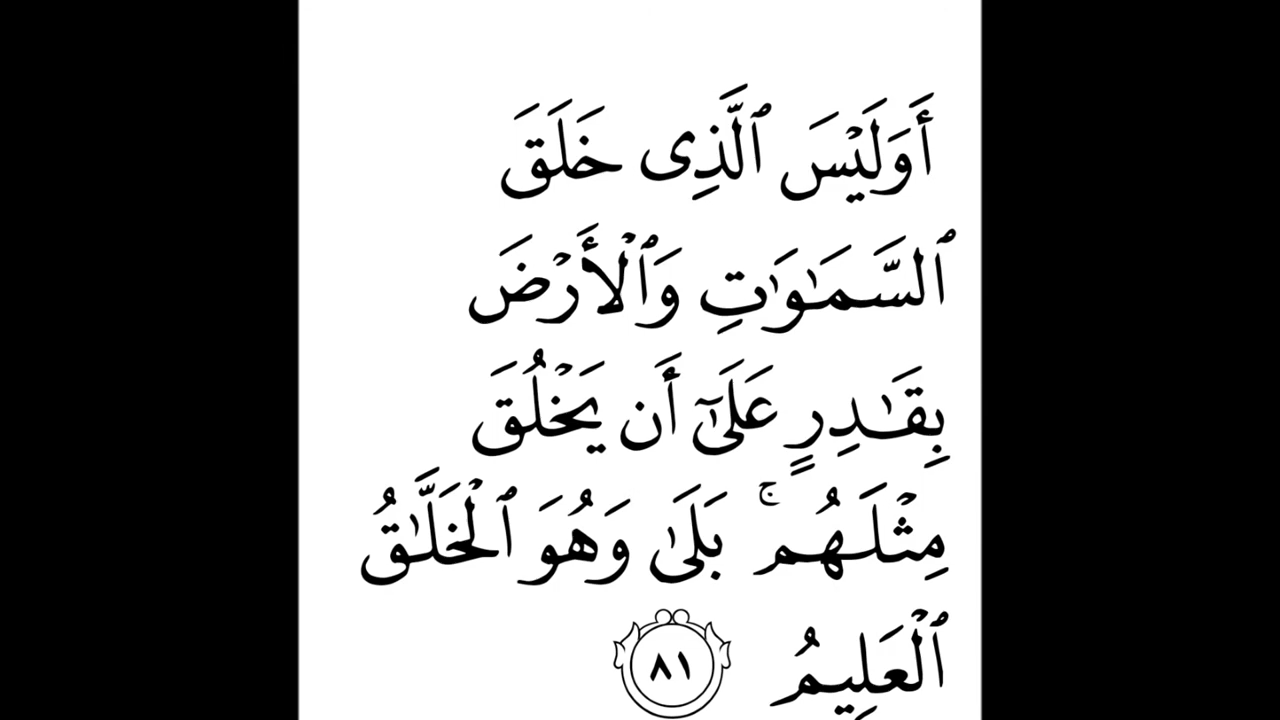 أَوَلَيْسَ ٱلَّذِى خَلَقَ
ٱلسَّمَـٰوَٰتِ وَٱلْأَرْضَ
بِقَـٰدِرٍ عَلَىٰٓ أَن يَخْلُقَ
مِثْلَهُم ۚ بَلَىٰ وَهُوَ ٱلْخَلَّـٰقُ
ٱلْعَلِيمُ ٨١